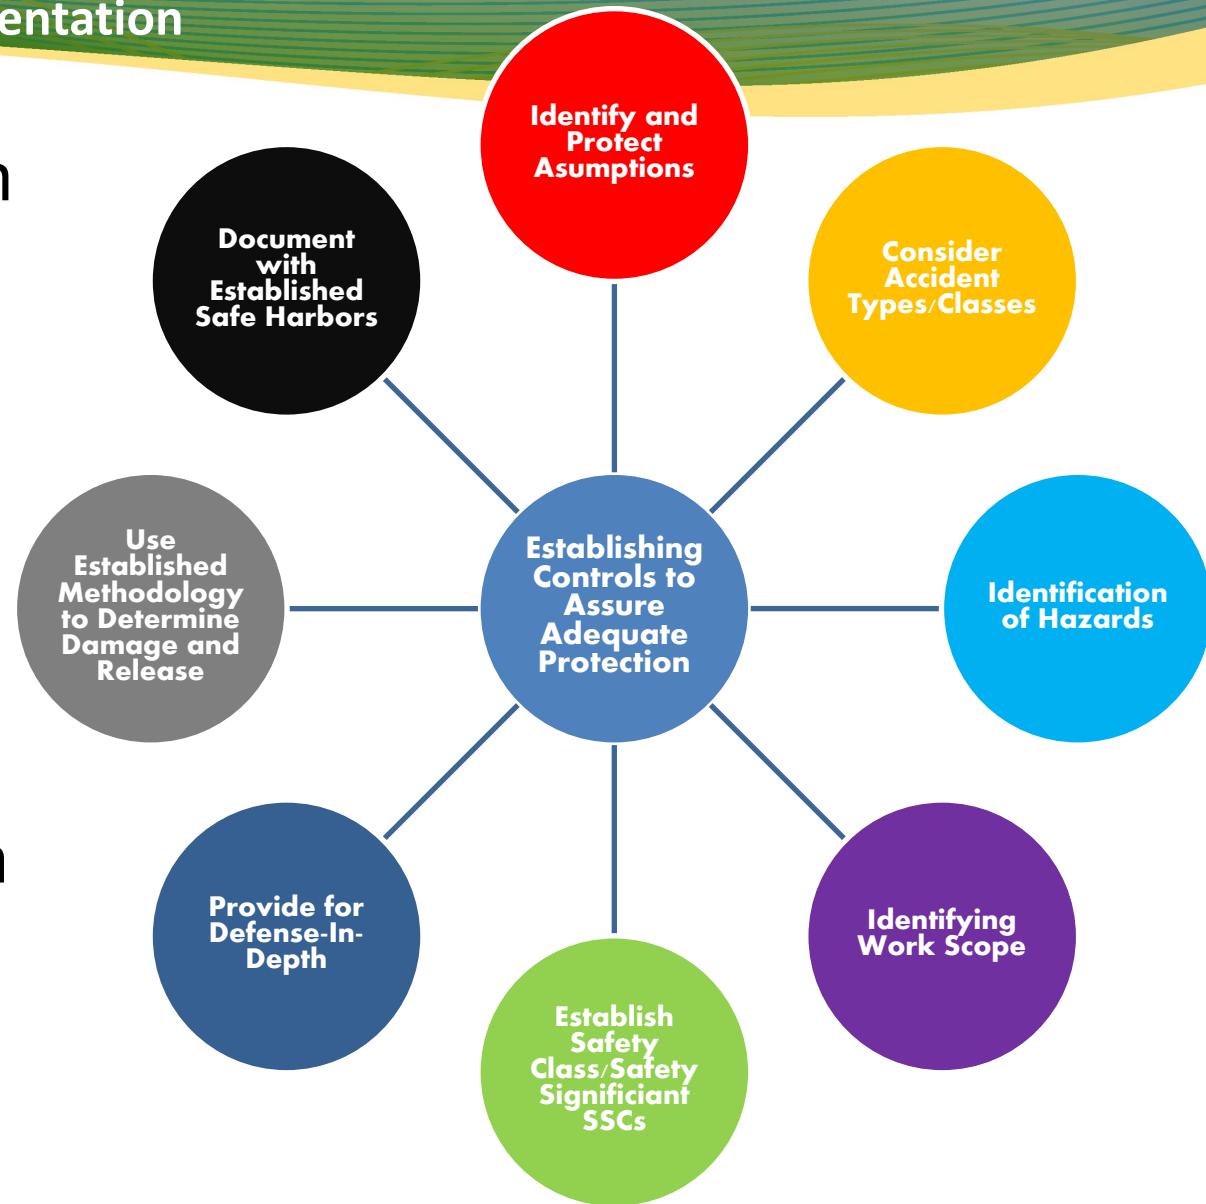 entation
Identify and
Protect
Asumptions
Document
with
Established
Safe Harbors
Consider
Accident
Types/Classes
Use
Established
Methodology
to Determine
Damage and
Release
Establishing
Controls to
Assure
Adequate
Protection
Identification
of Hazards
Provide for
Defense-In-
Depth
Identifying
Work Scope
Establish
Safety
Class/Safety
Significiant
SSCs